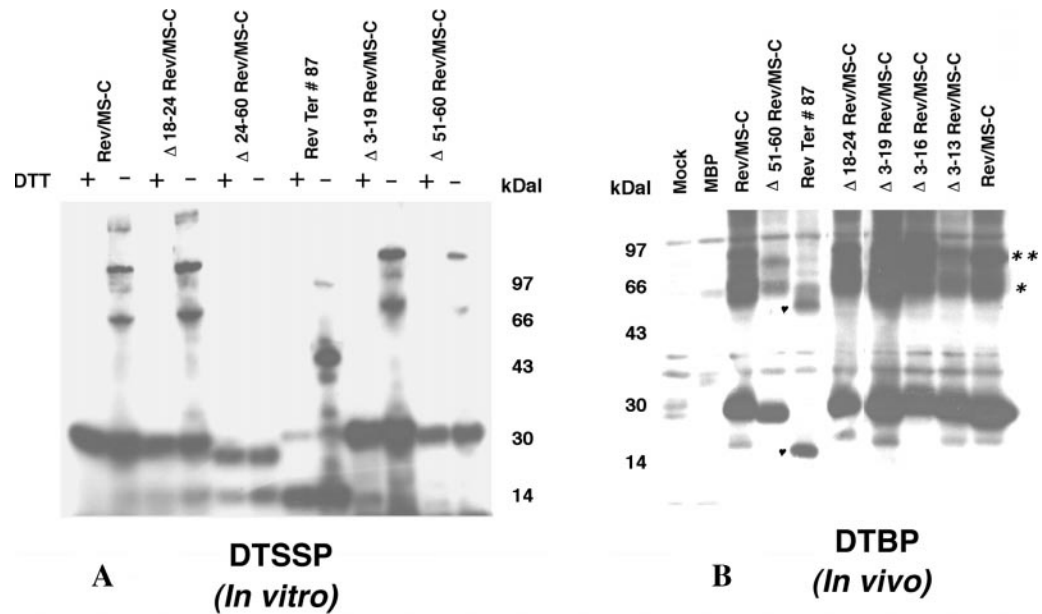 Rev/MS-C
Δ 18-24 Rev/MS-C
Δ 24-60 Rev/MS-C
Rev Ter # 87
Δ 3-19 Rev/MS-C
Δ 51-60 Rev/MS-C
DTT + − + − + − + − + − + − kDal
97
66
43
30
14
DTSSP
(In vitro)
A
Mock
MBP
Rev/MS-C
Δ 51-60 Rev/MS-C
Rev Ter # 87
Δ 18-24 Rev/MS-C
Δ 3-19 Rev/MS-C
Δ 3-16 Rev/MS-C
Δ 3-13 Rev/MS-C
Rev/MS-C
kDal
97 **
66 *
43
30
14
DTBP
(In vivo)
B